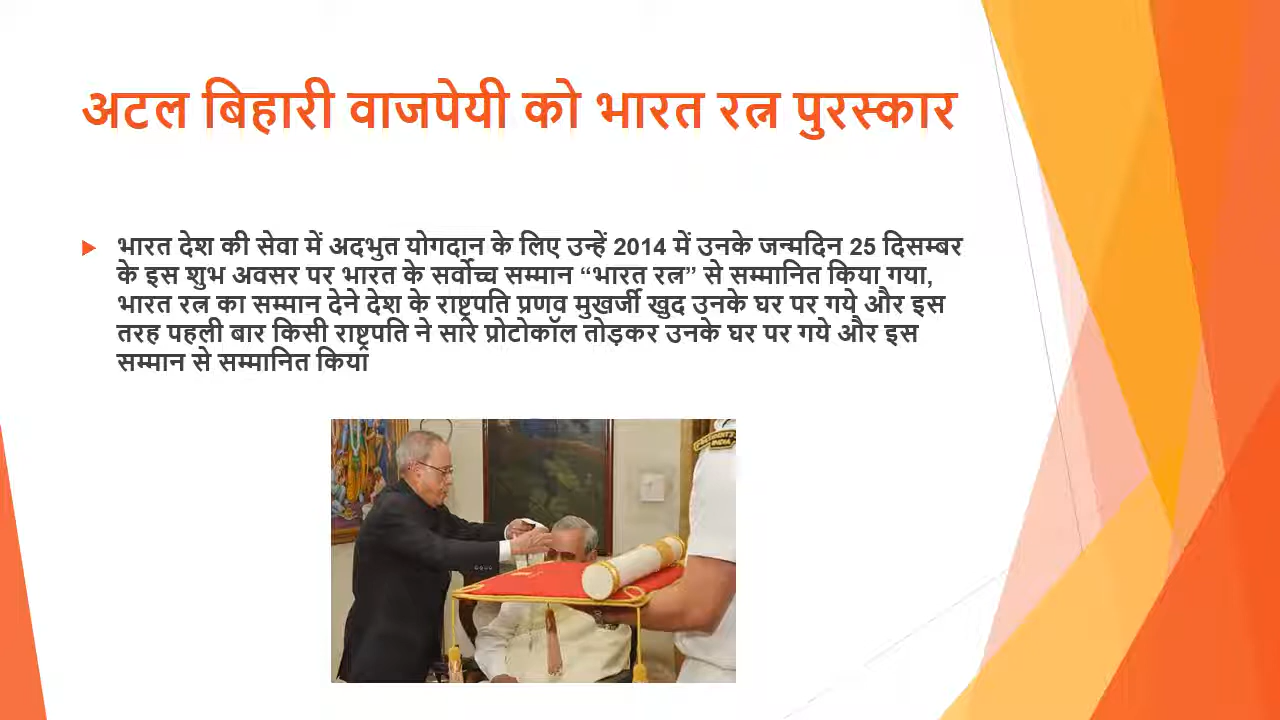 अटल बिहारी वाजपेयी को भारत रत्न पुरस्कार
भारत देश की सेवा में अदभुत योगदान के लिए उन्हें 2014 में उनके जन्मदिन 25 दिसम्बर
के इस शुभ अवसर पर भारत के सर्वोच्च सम्मान “भारत रत्न” से सम्मानित किया गया,
भारत रत्न का सम्मान देने देश के राष्ट्रपति प्रणव मुखर्जी खुद उनके घर पर गये और इस
तरह पहली बार किसी राष्ट्रपति ने सारे प्रोटोकॉल तोड़कर उनके घर पर गये और इस
सम्मान से सम्मानित किया
PRESIDENT'S
INDIA